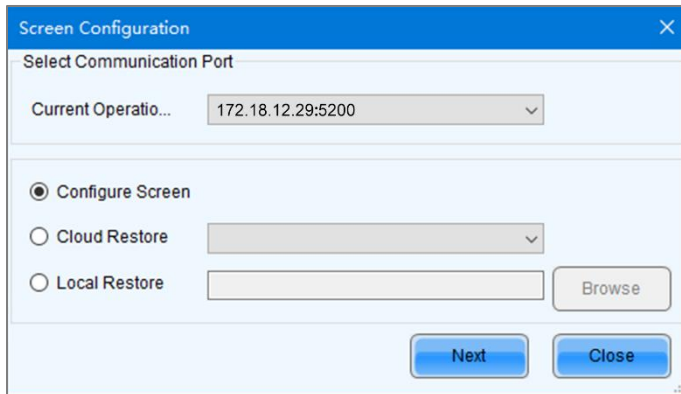 Screen Configuration
Select Communication Port
Current Operatio... 172.18.12.29:5200
Configure Screen
Cloud Restore
Local Restore Browse
Next Close